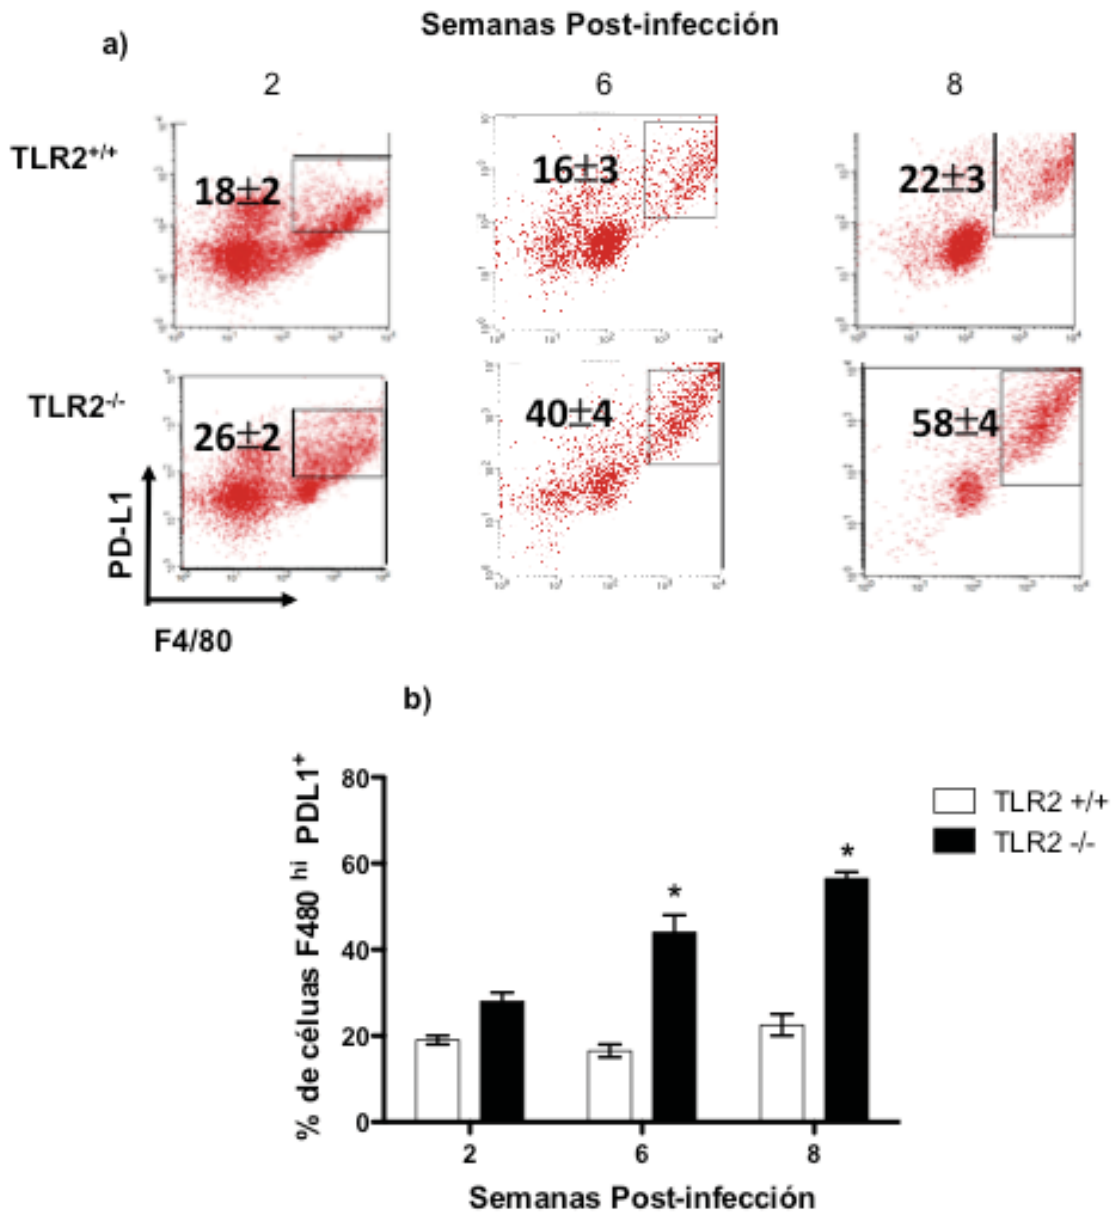 Semanas Post-infección
a)
2 6 8
TLR2+/+
18±2 16±3 22±3
TLR2-/-
26±2 40±4 58±4
PD-L1
F4/80
b)
% de céluas F480 hi PDL1+
80
60
40
20
0
* *
TLR2 +/+
TLR2 -/-
2 6 8
Semanas Post-infección